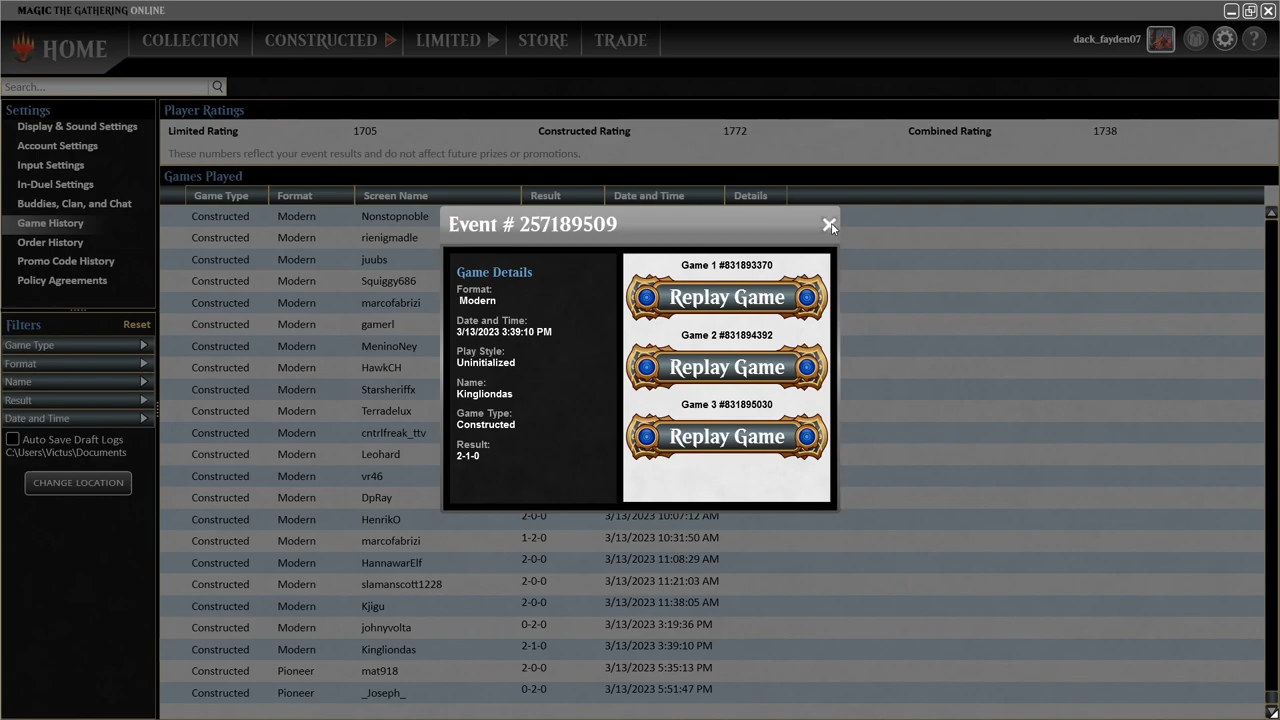 MAGIC THE GATHERING ONLINE
HOME
COLLECTION
CONSTRUCTED
LIMITED
STORE
TRADE
dack_fayden07
?
Search...
Settings
Display & Sound Settings
Account Settings
Input Settings
In-Duel Settings
Buddies, Clan, and Chat
Game History
Order History
Promo Code History
Policy Agreements
Filters Reset
Game Type
Format
Name
Result
Date and Time
Auto Save Draft Logs
C:\Users\Victus\Documents
CHANGE LOCATION
Player Ratings
Limited Rating 1705 Constructed Rating 1772 Combined Rating 1738
These numbers reflect your event results and do not affect future prizes or promotions.
Games Played
Game Type Format Screen Name Result Date and Time Details
Constructed Modern Nonstopnoble
Constructed Modern rienigmadle
Constructed Modern juubs
Constructed Modern Squiggy686
Constructed Modern marcofabrizi
Constructed Modern gamerl
Constructed Modern MeninoNey
Constructed Modern HawkCH
Constructed Modern Starsheriffx
Constructed Modern Terradelux
Constructed Modern cntrlfreak_ttv
Constructed Modern Leohard
Constructed Modern vr46
Constructed Modern DpRay
Constructed Modern HenrikO 2-0-0 3/13/2023 10:07:12 AM
Constructed Modern marcofabrizi 1-2-0 3/13/2023 10:31:50 AM
Constructed Modern HannawarElf 2-0-0 3/13/2023 11:08:29 AM
Constructed Modern slamanscott1228 2-0-0 3/13/2023 11:21:03 AM
Constructed Modern Kjigu 2-0-0 3/13/2023 11:38:05 AM
Constructed Modern johnyvolta 0-2-0 3/13/2023 3:19:36 PM
Constructed Modern Kingliondas 2-1-0 3/13/2023 3:39:10 PM
Constructed Pioneer mat918 2-0-0 3/13/2023 5:35:13 PM
Constructed Pioneer _Joseph_ 0-2-0 3/13/2023 5:51:47 PM
Event # 257189509
Game Details
Format:
Modern
Date and Time:
3/13/2023 3:39:10 PM
Play Style:
Uninitialized
Name:
Kingliondas
Game Type:
Constructed
Result:
2-1-0
Game 1 #831893370
Replay Game
Game 2 #831894392
Replay Game
Game 3 #831895030
Replay Game